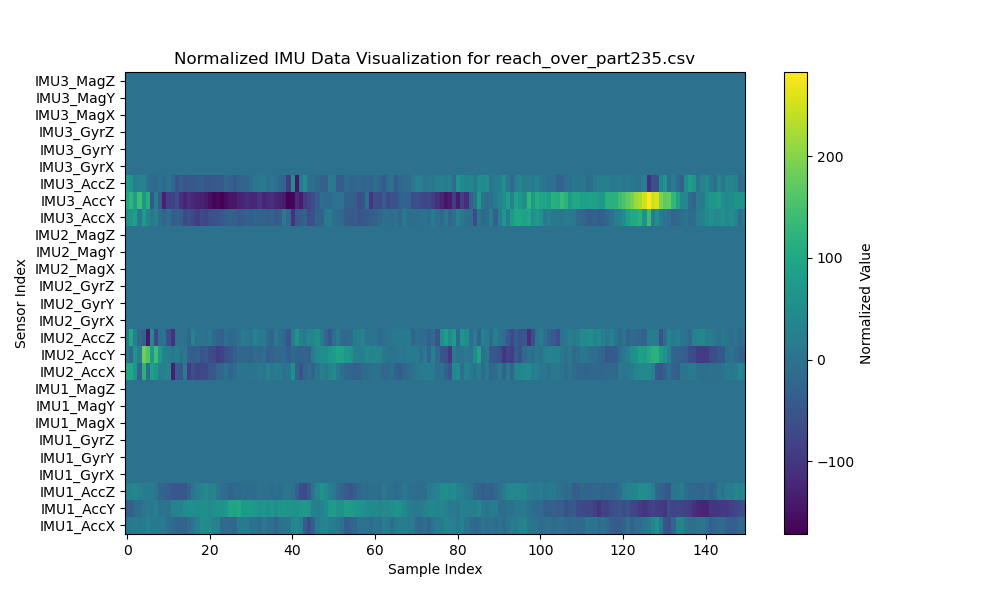 Normalized IMU Data Visualization for reach_over_part235.csv
IMU3_MagZ
IMU3_MagY
IMU3_MagX
IMU3_GyrZ
IMU3_GyrY
IMU3_GyrX
IMU3_AccZ
IMU3_AccY
IMU3_AccX
IMU2_MagZ
IMU2_MagY
IMU2_MagX
IMU2_GyrZ
IMU2_GyrY
IMU2_GyrX
IMU2_AccZ
IMU2_AccY
IMU2_AccX
IMU1_MagZ
IMU1_MagY
IMU1_MagX
IMU1_GyrZ
IMU1_GyrY
IMU1_GyrX
IMU1_AccZ
IMU1_AccY
IMU1_AccX
Sensor Index
0 20 40 60 80 100 120 140
Sample Index
200
100
0
−100
Normalized Value